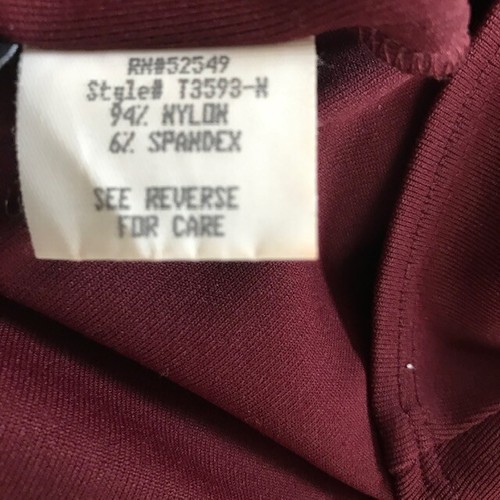 RN#52549
Style# T3593-N
94% NYLON
6% SPANDEX
SEE REVERSE
FOR CARE